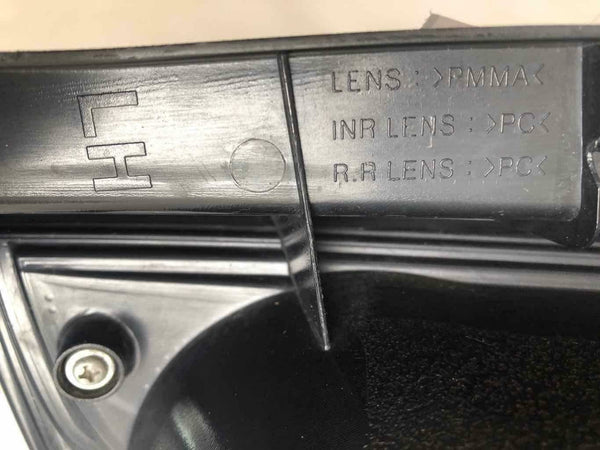 LH
LENS : >PMMA<
INR LENS : >PC<
R.R LENS : >PC<